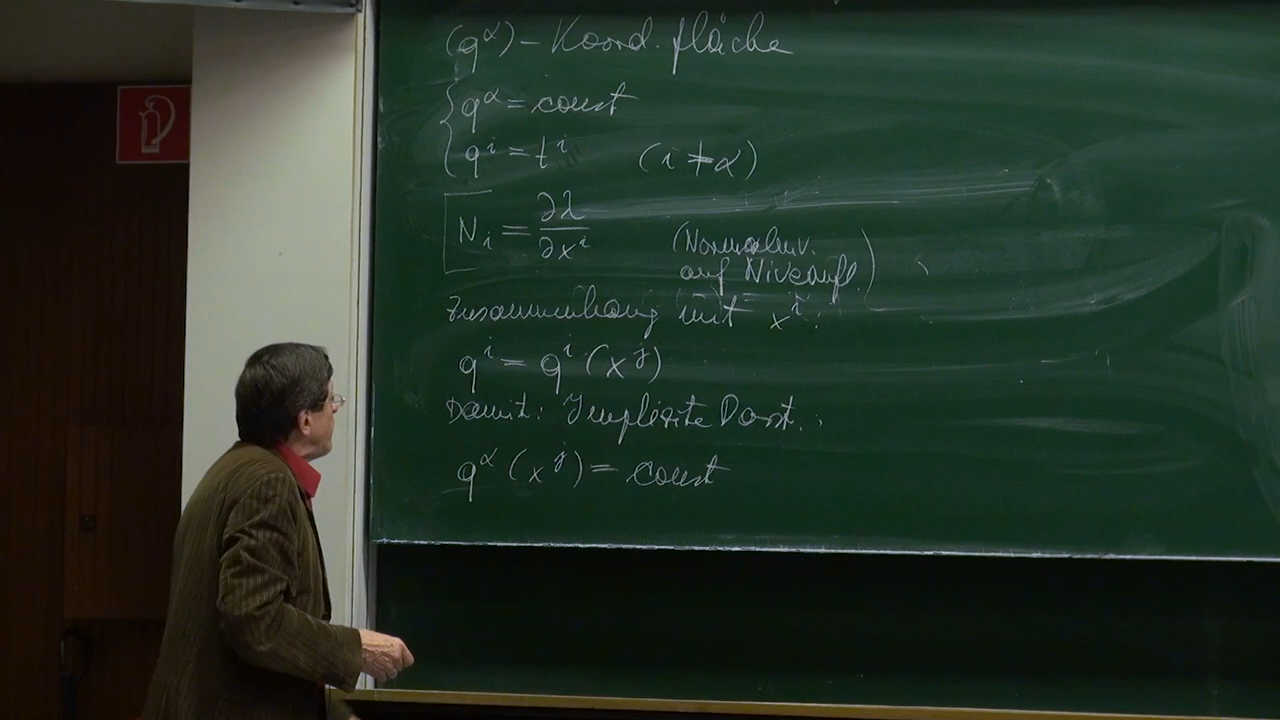 (q^α) – Koord. fläche
q^α = const
q^i = t^i (i ≠ α)
N_i = ∂λ/∂x^i (Normalenv. auf Niveaufl.)
Zusammenhang mit x^i:
q^i = q^i (x^j)
Damit: Implizite Darst.:
q^α (x^j) = const